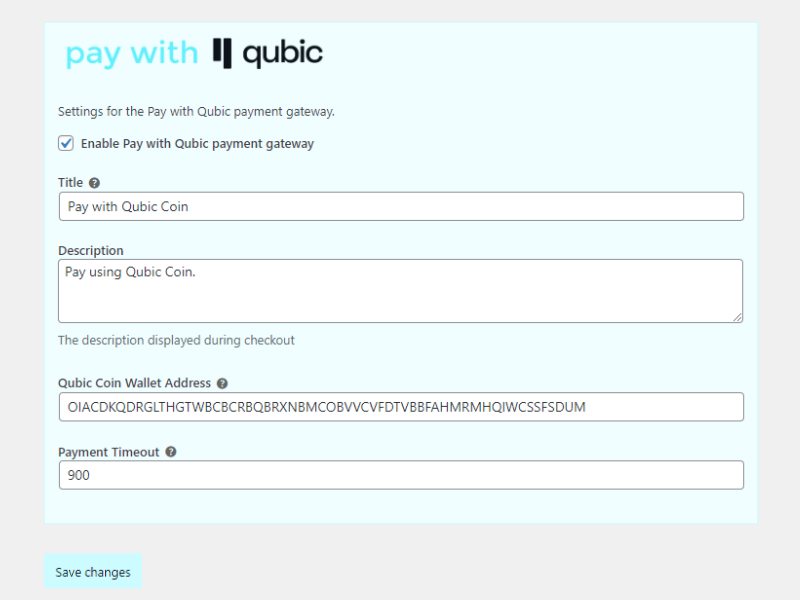 pay with qubic
Settings for the Pay with Qubic payment gateway.
Enable Pay with Qubic payment gateway
Title
Pay with Qubic Coin
Description
Pay using Qubic Coin.
The description displayed during checkout
Qubic Coin Wallet Address
OIACDKQDRGLTHGTWBCBCRBQBRXNBMCOBVVCVFDTVBBFAHMRMHQIWCSSFSDUM
Payment Timeout
900
Save changes